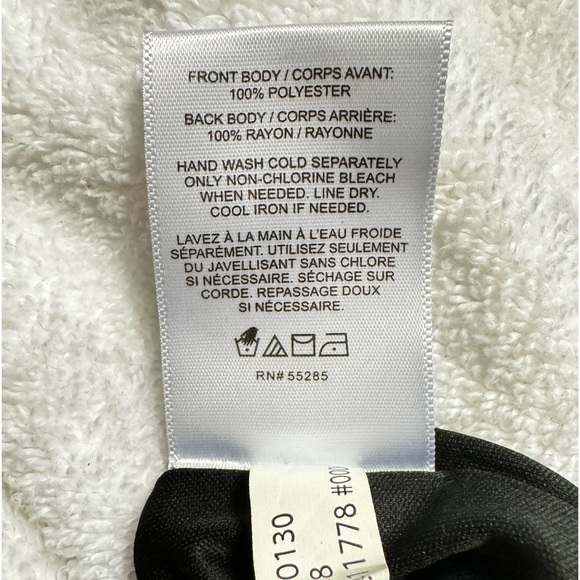 FRONT BODY / CORPS AVANT:
100% POLYESTER
BACK BODY / CORPS ARRIÈRE:
100% RAYON / RAYONNE
HAND WASH COLD SEPARATELY
ONLY NON-CHLORINE BLEACH
WHEN NEEDED. LINE DRY.
COOL IRON IF NEEDED.
LAVEZ À LA MAIN À L'EAU FROIDE
SÉPARÉMENT. UTILISEZ SEULEMENT
DU JAVELLISANT SANS CHLORE
SI NÉCESSAIRE. SÉCHAGE SUR
CORDE. REPASSAGE DOUX
SI NÉCESSAIRE.
RN# 55285
0130
8